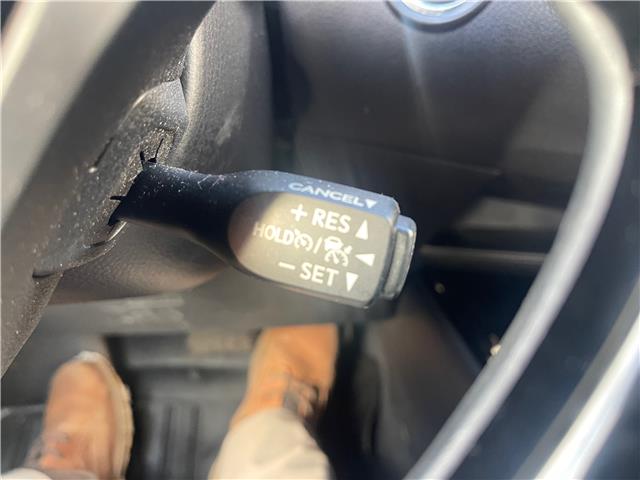 CANCEL▼
+ RES ▲
HOLD / ◄
− SET ▼